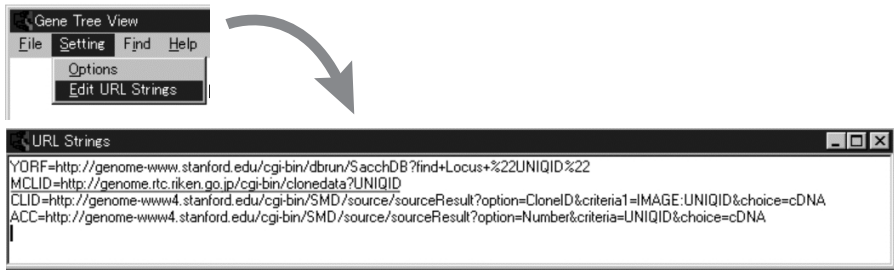 Gene Tree View
File Setting Find Help
Options
Edit URL Strings
URL Strings
YORF=http://genome-www.stanford.edu/cgi-bin/dbrun/SacchDB?find+Locus+%22UNIQID%22
MCLID=http://genome.rtc.riken.go.jp/cgi-bin/clonedata?UNIQID
CLID=http://genome-www4.stanford.edu/cgi-bin/SMD/source/sourceResult?option=CloneID&criteria1=IMAGE:UNIQID&choice=cDNA
ACC=http://genome-www4.stanford.edu/cgi-bin/SMD/source/sourceResult?option=Number&criteria=UNIQID&choice=cDNA